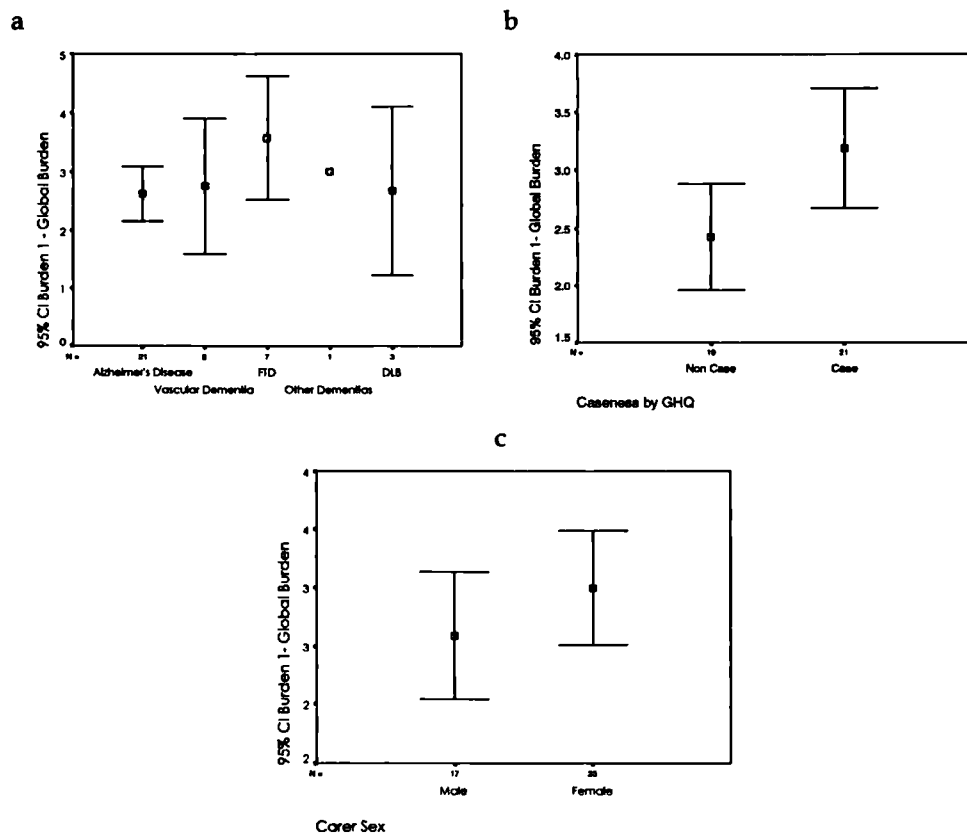 a
5
4
3
2
1
0
95% CI Burden 1 - Global Burden
N = 21 8 7 1 3
Alzheimer's Disease FTD DLB
Vascular Dementia Other Dementias
b
4.0
3.5
3.0
2.5
2.0
1.5
95% CI Burden 1- Global Burden
N = 19 21
Non Case Case
Caseness by GHQ
c
4
4
3
3
2
2
95% CI Burden 1- Global Burden
N = 17
Male Female
Carer Sex